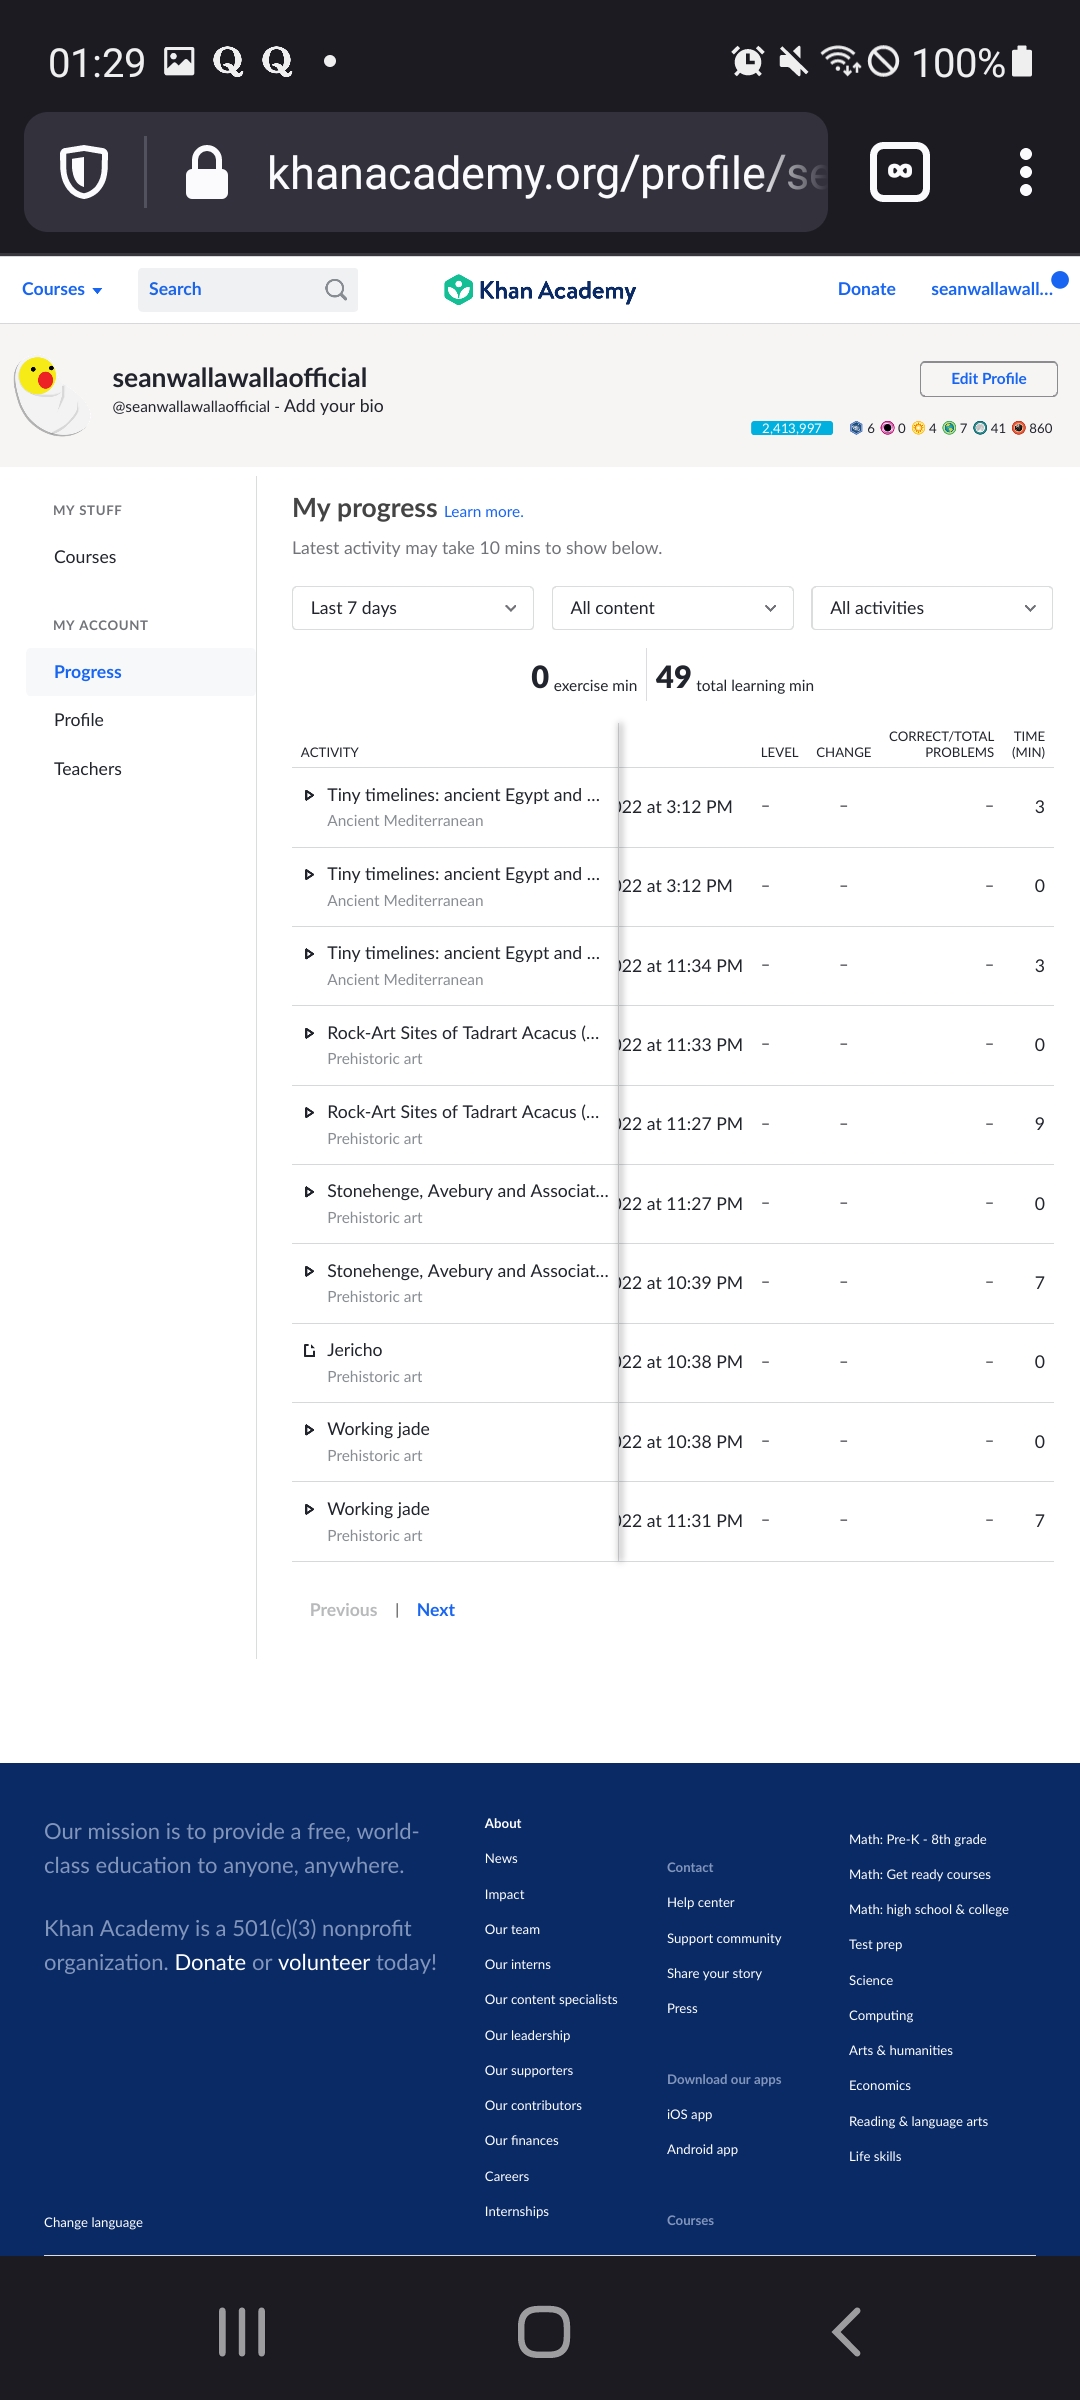 01:29 100%
khanacademy.org/profile/se
Courses Search Khan Academy Donate seanwallawall...
seanwallawallaofficial
@seanwallawallaofficial - Add your bio
Edit Profile
2,413,997 6 0 4 7 41 860
MY STUFF
Courses
MY ACCOUNT
Progress
Profile
Teachers
My progress Learn more.
Latest activity may take 10 mins to show below.
Last 7 days All content All activities
0 exercise min 49 total learning min
ACTIVITY LEVEL CHANGE CORRECT/TOTAL PROBLEMS TIME (MIN)
Tiny timelines: ancient Egypt and ... 022 at 3:12 PM – – – 3
Ancient Mediterranean
Tiny timelines: ancient Egypt and ... 022 at 3:12 PM – – – 0
Ancient Mediterranean
Tiny timelines: ancient Egypt and ... 022 at 11:34 PM – – – 3
Ancient Mediterranean
Rock-Art Sites of Tadrart Acacus (... 022 at 11:33 PM – – – 0
Prehistoric art
Rock-Art Sites of Tadrart Acacus (... 022 at 11:27 PM – – – 9
Prehistoric art
Stonehenge, Avebury and Associat... 022 at 11:27 PM – – – 0
Prehistoric art
Stonehenge, Avebury and Associat... 022 at 10:39 PM – – – 7
Prehistoric art
Jericho 022 at 10:38 PM – – – 0
Prehistoric art
Working jade 022 at 10:38 PM – – – 0
Prehistoric art
Working jade 022 at 11:31 PM – – – 7
Prehistoric art
Previous | Next
Our mission is to provide a free, world-
class education to anyone, anywhere.
Khan Academy is a 501(c)(3) nonprofit
organization. Donate or volunteer today!
Change language
About
News
Impact
Our team
Our interns
Our content specialists
Our leadership
Our supporters
Our contributors
Our finances
Careers
Internships
Contact
Help center
Support community
Share your story
Press
Download our apps
iOS app
Android app
Courses
Math: Pre-K - 8th grade
Math: Get ready courses
Math: high school & college
Test prep
Science
Computing
Arts & humanities
Economics
Reading & language arts
Life skills